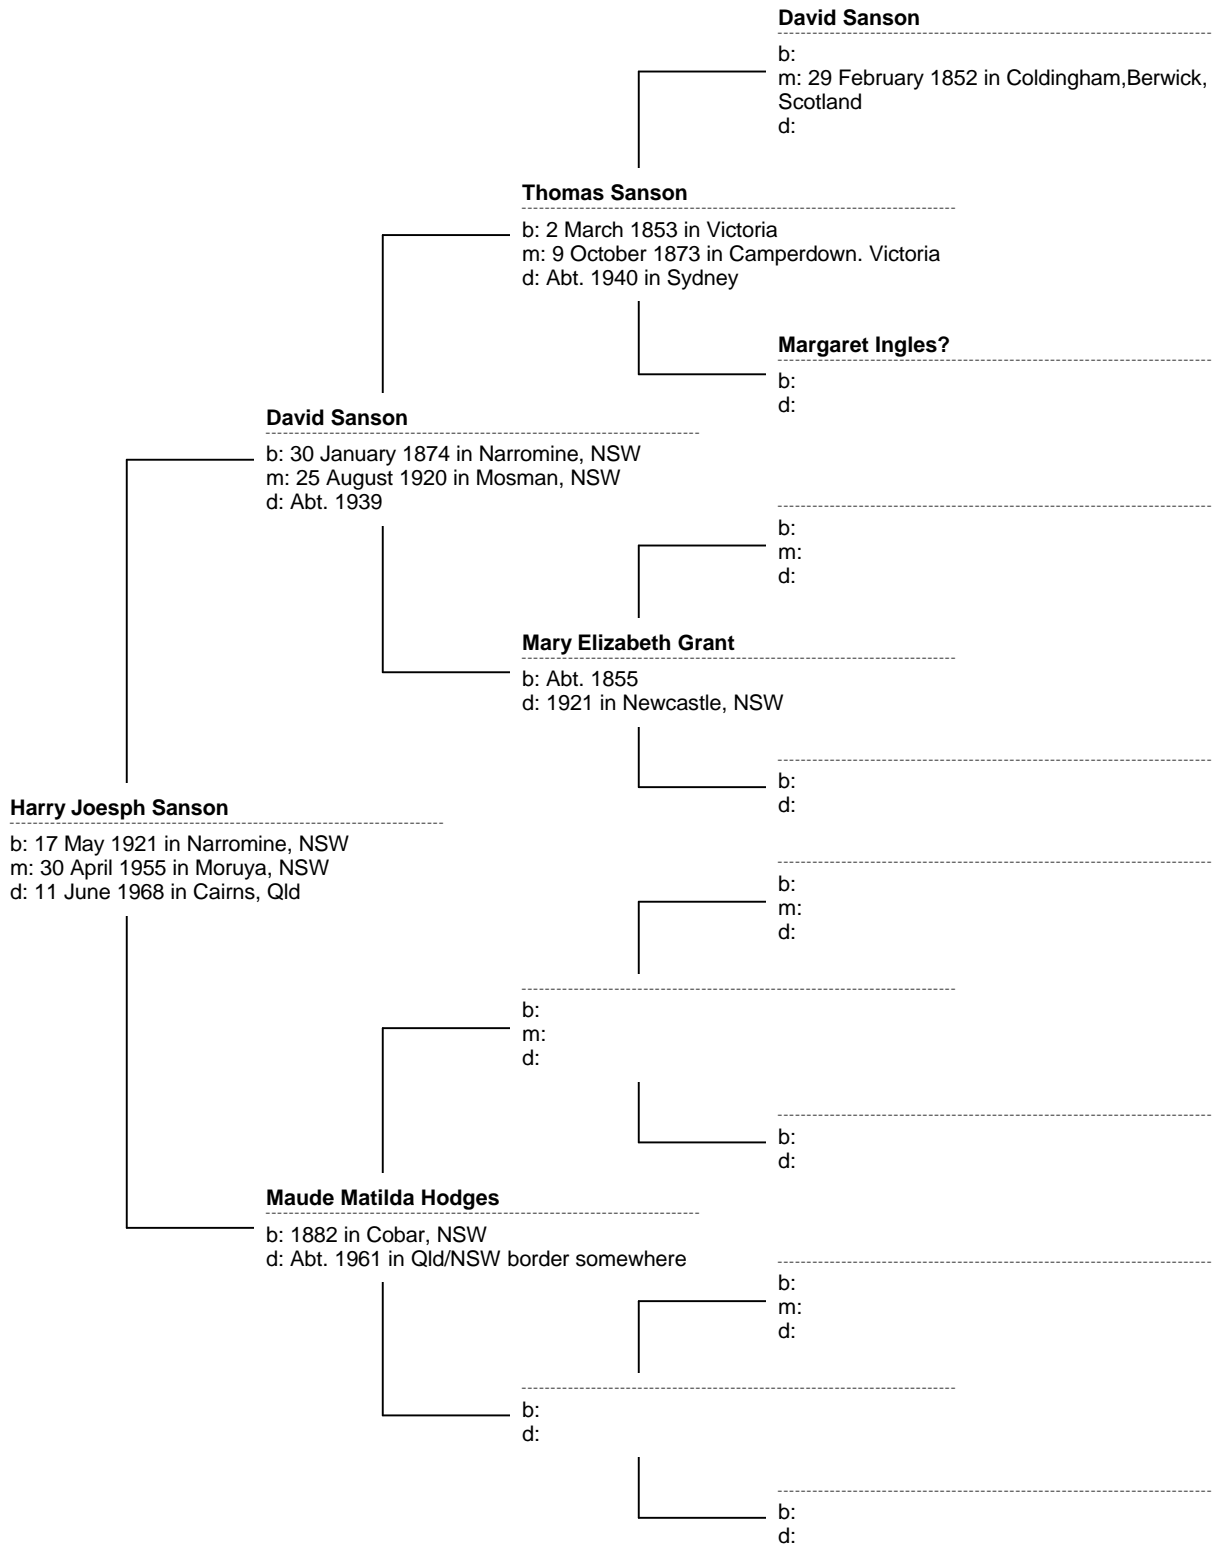 David Sanson
b:
m: 29 February 1852 in Coldingham,Berwick,
Scotland
d:
Thomas Sanson
b: 2 March 1853 in Victoria
m: 9 October 1873 in Camperdown. Victoria
d: Abt. 1940 in Sydney
Margaret Ingles?
b:
d:
David Sanson
b: 30 January 1874 in Narromine, NSW
m: 25 August 1920 in Mosman, NSW
d: Abt. 1939
b:
m:
d:
Mary Elizabeth Grant
b: Abt. 1855
d: 1921 in Newcastle, NSW
b:
d:
Harry Joesph Sanson
b: 17 May 1921 in Narromine, NSW
m: 30 April 1955 in Moruya, NSW
d: 11 June 1968 in Cairns, Qld
b:
m:
d:
b:
m:
d:
b:
d:
Maude Matilda Hodges
b: 1882 in Cobar, NSW
d: Abt. 1961 in Qld/NSW border somewhere
b:
m:
d:
b:
d:
b:
d: